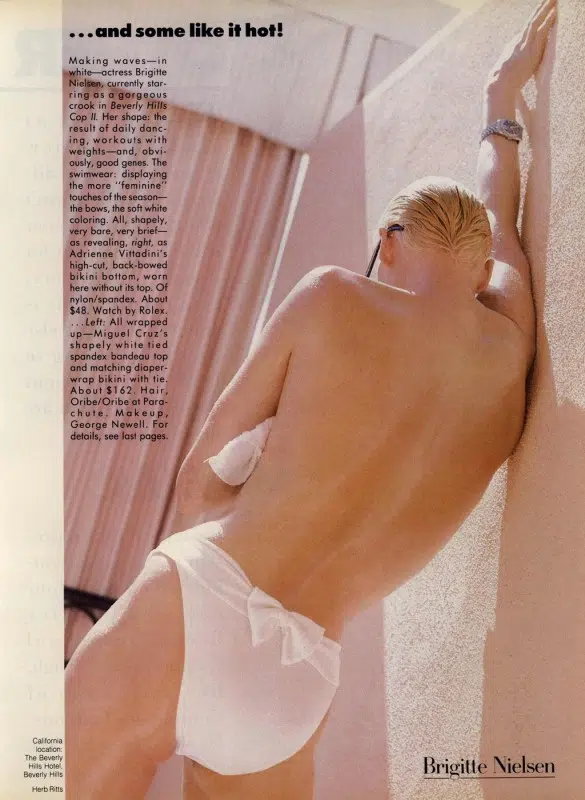 ...and some like it hot!
Making waves—in
white—actress Brigitte
Nielsen, currently star-
ring as a gorgeous
crook in Beverly Hills
Cop II. Her shape: the
result of daily danc-
ing, workouts with
weights—and, obvi-
ously, good genes. The
swimwear: displaying
the more "feminine"
touches of the season—
the bows, the soft white
coloring. All, shapely,
very bare, very brief—
as revealing, right, as
Adrienne Vittadini's
high-cut, back-bowed
bikini bottom, worn
here without its top. Of
nylon/spandex. About
$48. Watch by Rolex.
...Left: All wrapped
up—Miguel Cruz's
shapely white tied
spandex bandeau top
and matching diaper-
wrap bikini with tie.
About $162. Hair,
Oribe/Oribe at Para-
chute. Makeup,
George Newell. For
details, see last pages.
California
location:
The Beverly
Hills Hotel,
Beverly Hills
Herb Ritts
Brigitte Nielsen